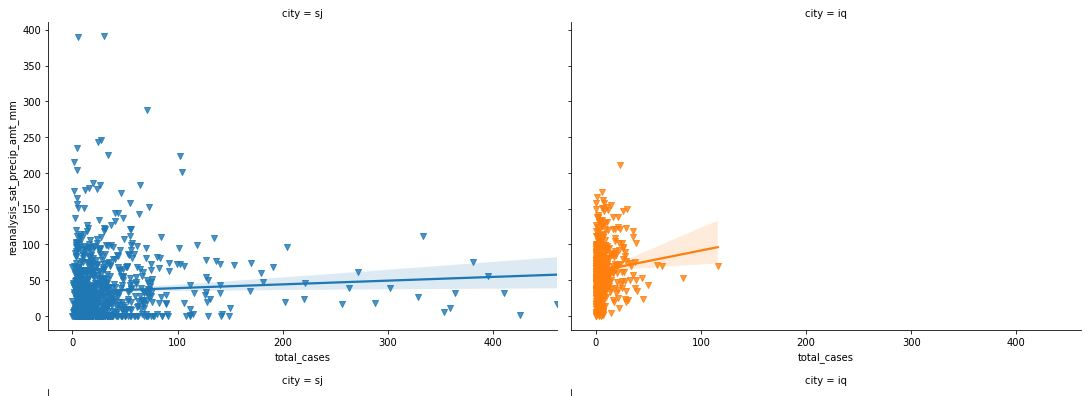 city = sj
city = iq
400
350
300
250
200
150
100
50
0
reanalysis_sat_precip_amt_mm
0 100 200 300 400
0 100 200 300 400
total_cases
total_cases
city = sj
city = iq